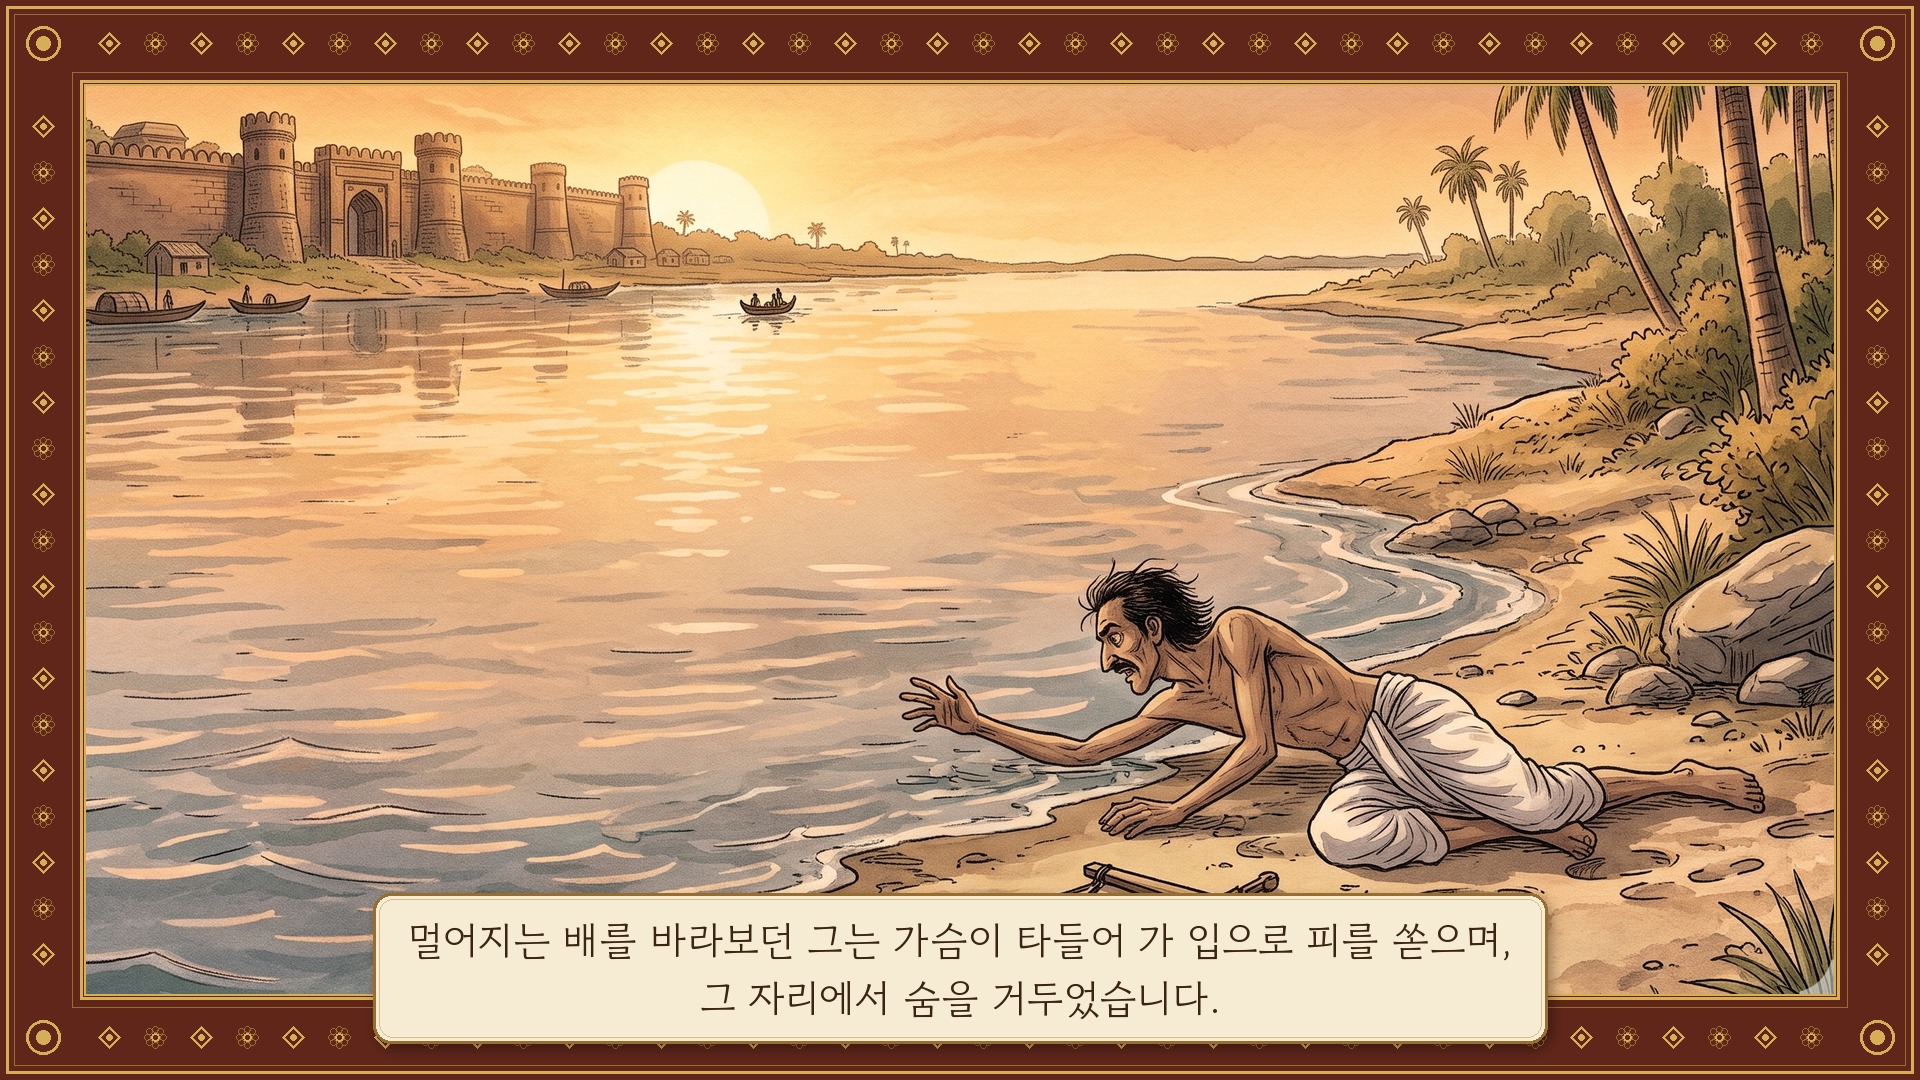 멀어지는 배를 바라보던 그는 가슴이 타들어 가 입으로 피를 쏟으며,
그 자리에서 숨을 거두었습니다.